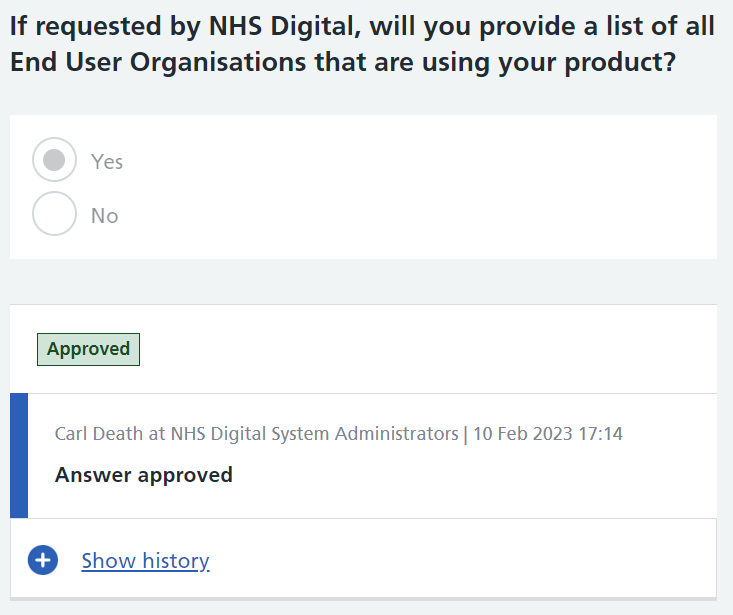 If requested by NHS Digital, will you provide a list of all
End User Organisations that are using your product?
Yes
No
Approved
Carl Death at NHS Digital System Administrators | 10 Feb 2023 17:14
Answer approved
Show history